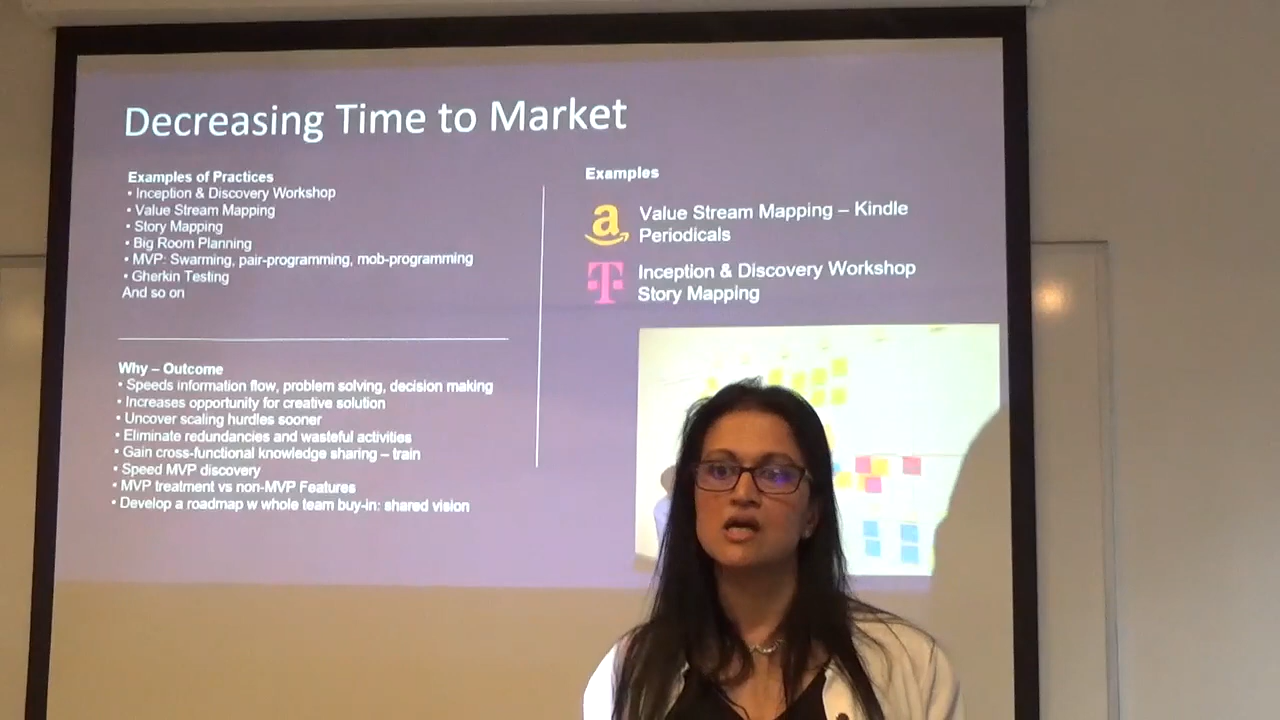 Decreasing Time to Market
Examples of Practices
• Inception & Discovery Workshop
• Value Stream Mapping
• Story Mapping
• Big Room Planning
• MVP: Swarming, pair-programming, mob-programming
• Gherkin Testing
And so on
Why – Outcome
• Speeds information flow, problem solving, decision making
• Increases opportunity for creative solution
• Uncover scaling hurdles sooner
• Eliminate redundancies and wasteful activities
• Gain cross-functional knowledge sharing – train
• Speed MVP discovery
• MVP treatment vs non-MVP Features
• Develop a roadmap w whole team buy-in: shared vision
Examples
a
Value Stream Mapping – Kindle
Periodicals
T
Inception & Discovery Workshop
Story Mapping